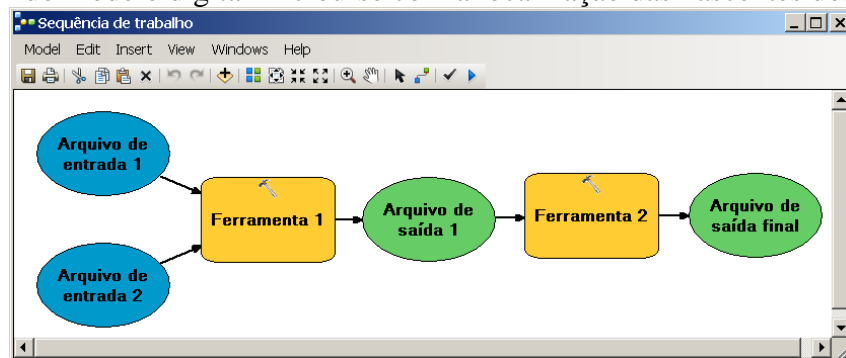 Sequência de trabalho
Model Edit Insert View Windows Help
Arquivo de
entrada 1
Arquivo de
entrada 2
Ferramenta 1
Arquivo de
saída 1
Ferramenta 2
Arquivo de
saída final